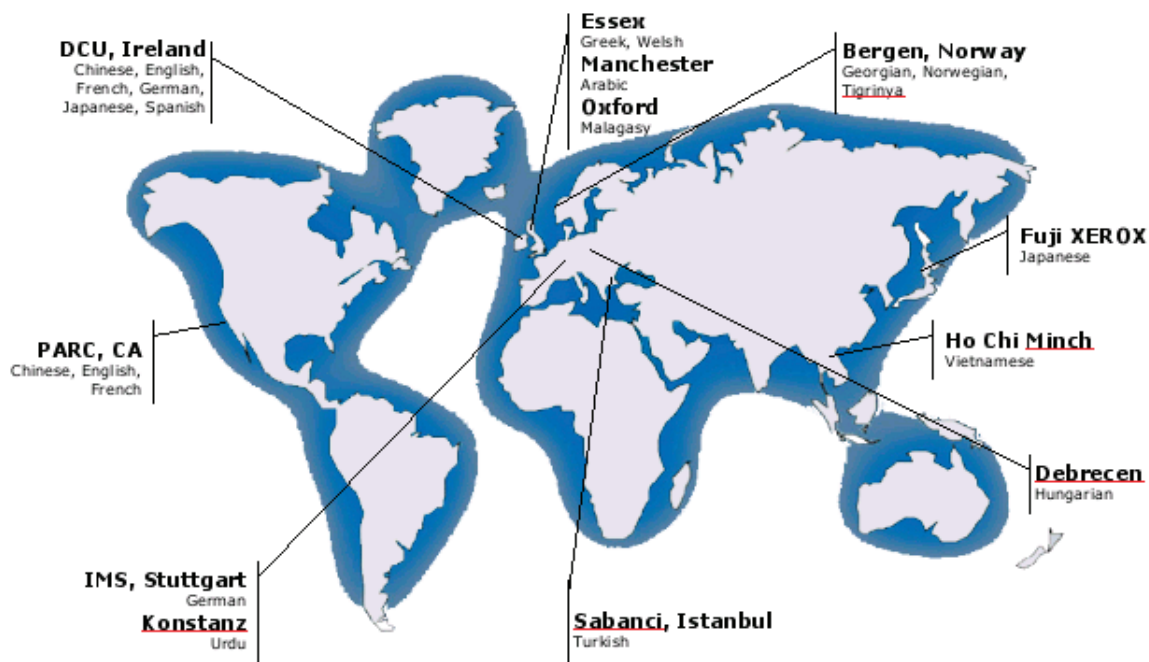 DCU, Ireland
Chinese, English,
French, German,
Japanese, Spanish
Essex
Greek, Welsh
Manchester
Arabic
Oxford
Malagasy
Bergen, Norway
Georgian, Norwegian,
Tigrinya
Fuji XEROX
Japanese
PARC, CA
Chinese, English,
French
Ho Chi Minch
Vietnamese
Debrecen
Hungarian
IMS, Stuttgart
German
Konstanz
Urdu
Sabanci, Istanbul
Turkish